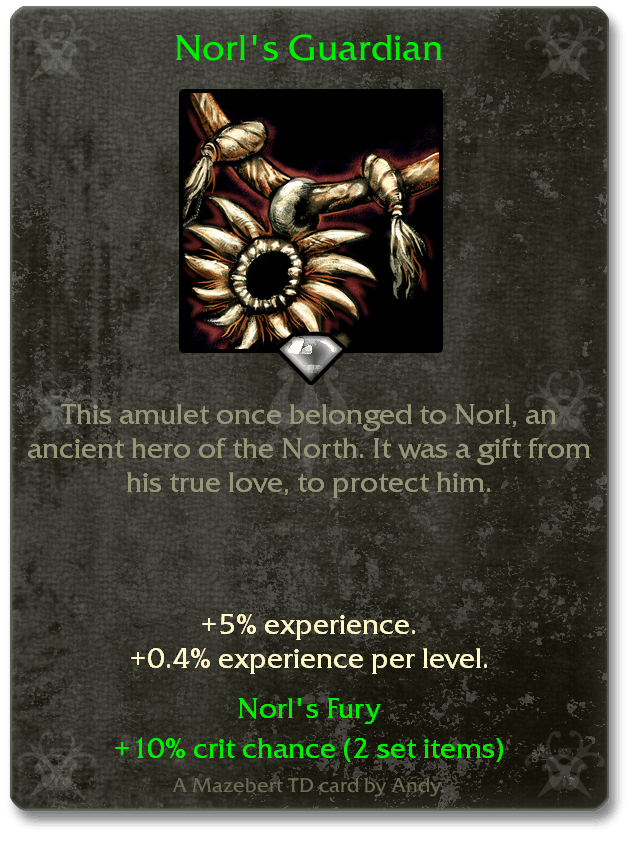 Norl's Guardian
This amulet once belonged to Norl, an
ancient hero of the North. It was a gift from
his true love, to protect him.
+5% experience.
+0.4% experience per level.
Norl's Fury
+10% crit chance (2 set items)
A Mazebert TD card by Andy